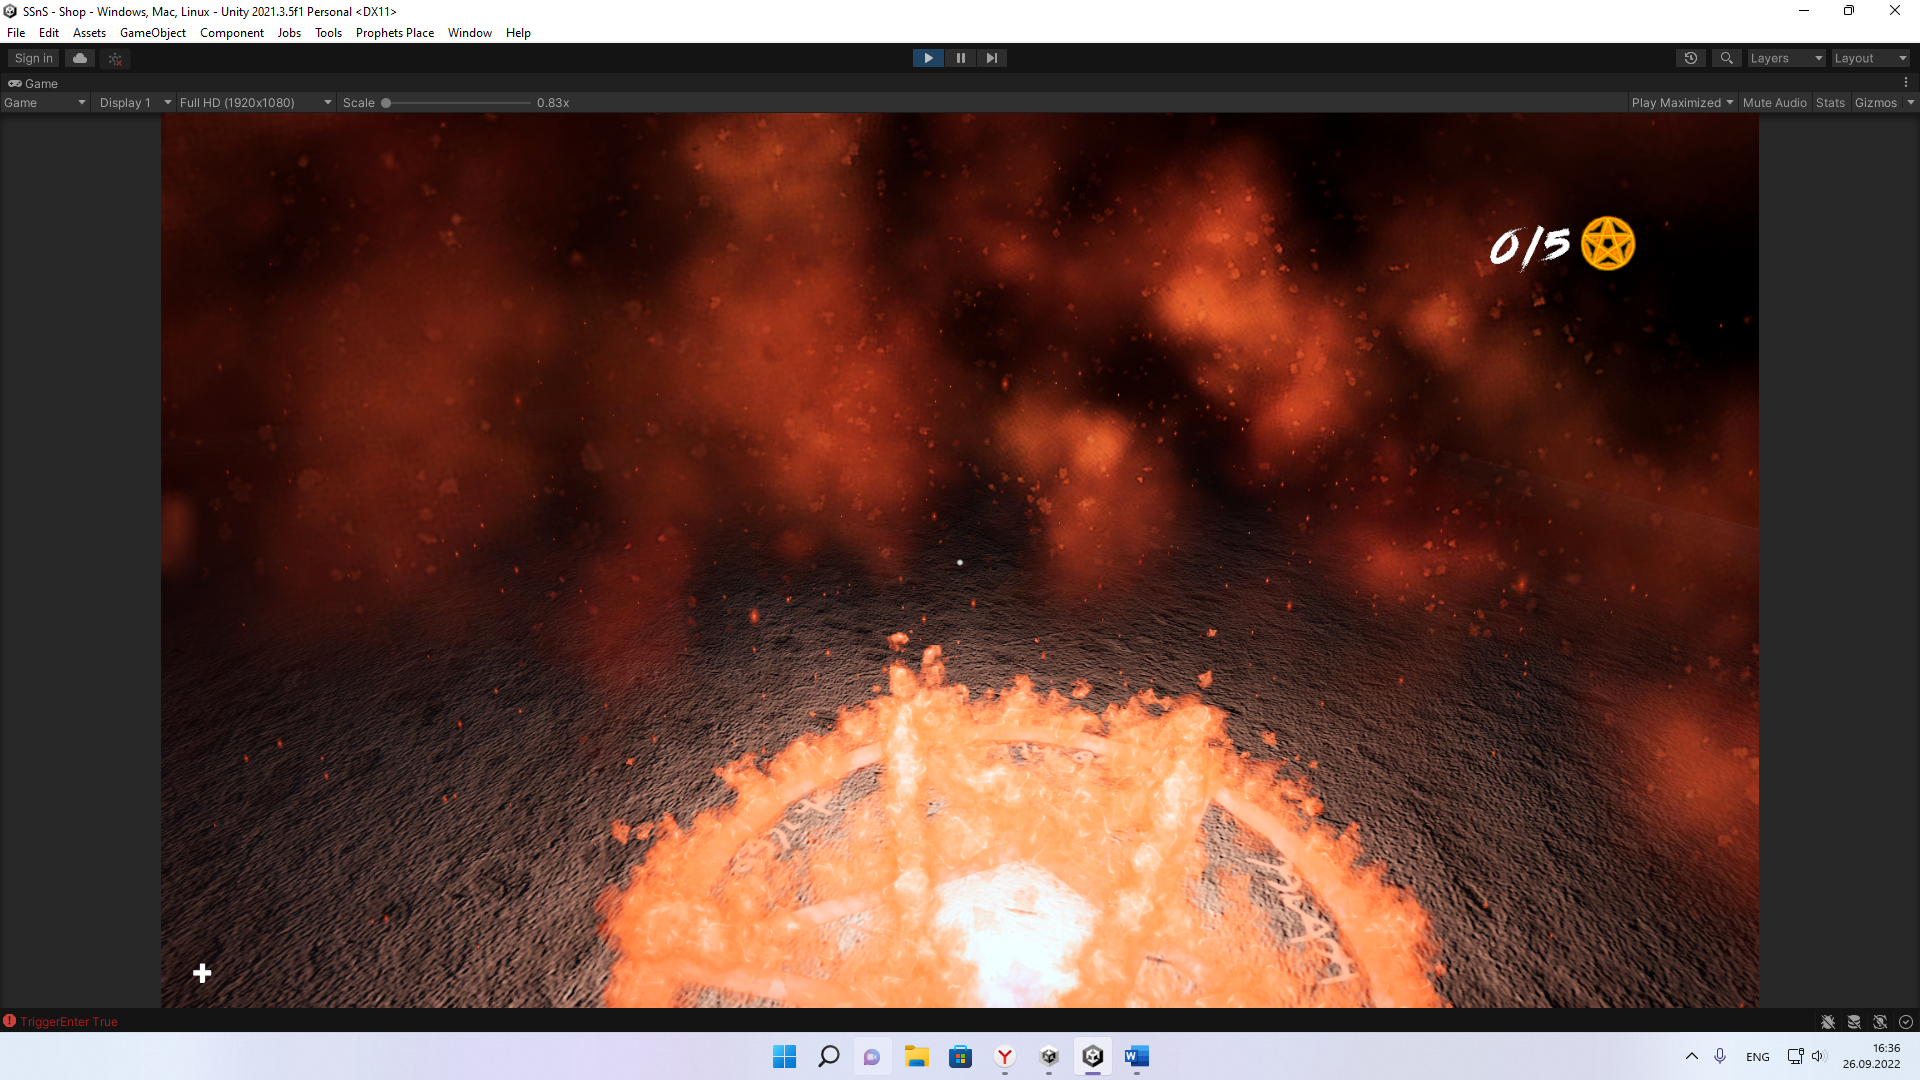 SSnS - Shop - Windows, Mac, Linux - Unity 2021.3.5f1 Personal <DX11>
File Edit Assets GameObject Component Jobs Tools Prophets Place Window Help
Sign in Layers Layout
Game
Game Display 1 Full HD (1920x1080) Scale 0.83x Play Maximized Mute Audio Stats Gizmos
0/5
TriggerEnter True
ENG
16:36
26.09.2022